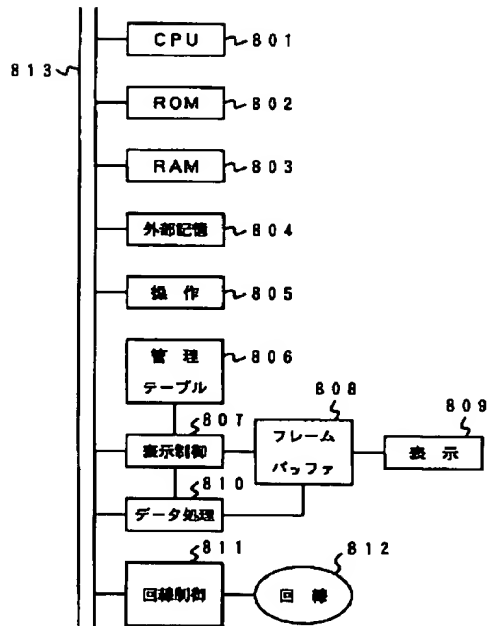 CPU 801
813
ROM 802
RAM 803
外部記憶 804
操作 805
管理
テーブル
806
807
808
809
表示制御
フレーム
バッファ
表示
810
データ処理
811
812
回線制御
回線